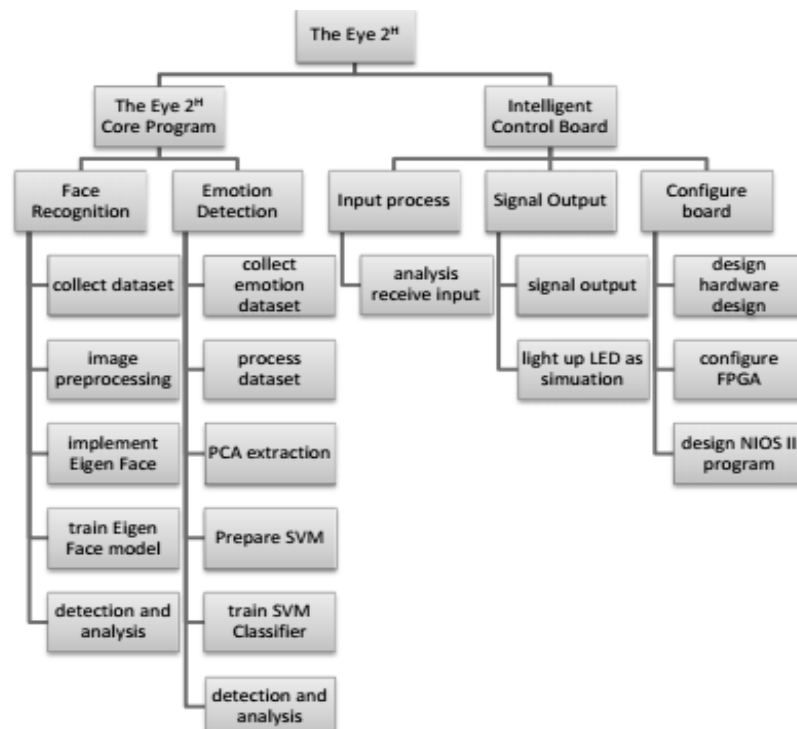 The Eye 2ᴴ
The Eye 2ᴴ
Core Program
Intelligent
Control Board
Face
Recognition
Emotion
Detection
Input process
Signal Output
Configure
board
collect dataset
image
preprocessing
implement
Eigen Face
train Eigen
Face model
detection and
analysis
collect
emotion
dataset
process
dataset
PCA extraction
Prepare SVM
train SVM
Classifier
detection and
analysis
analysis
receive input
signal output
light up LED as
simuation
design
hardware
design
configure
FPGA
design NIOS II
program